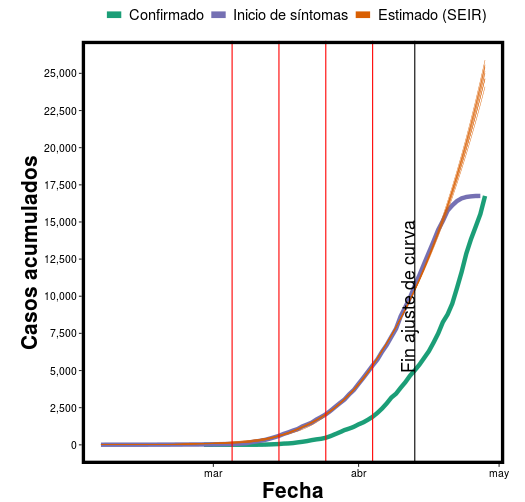 Confirmado Inicio de síntomas Estimado (SEIR)
Casos acumulados
25,000
22,500
20,000
17,500
15,000
12,500
10,000
7,500
5,000
2,500
0
Fin ajuste de curva
mar abr may
Fecha